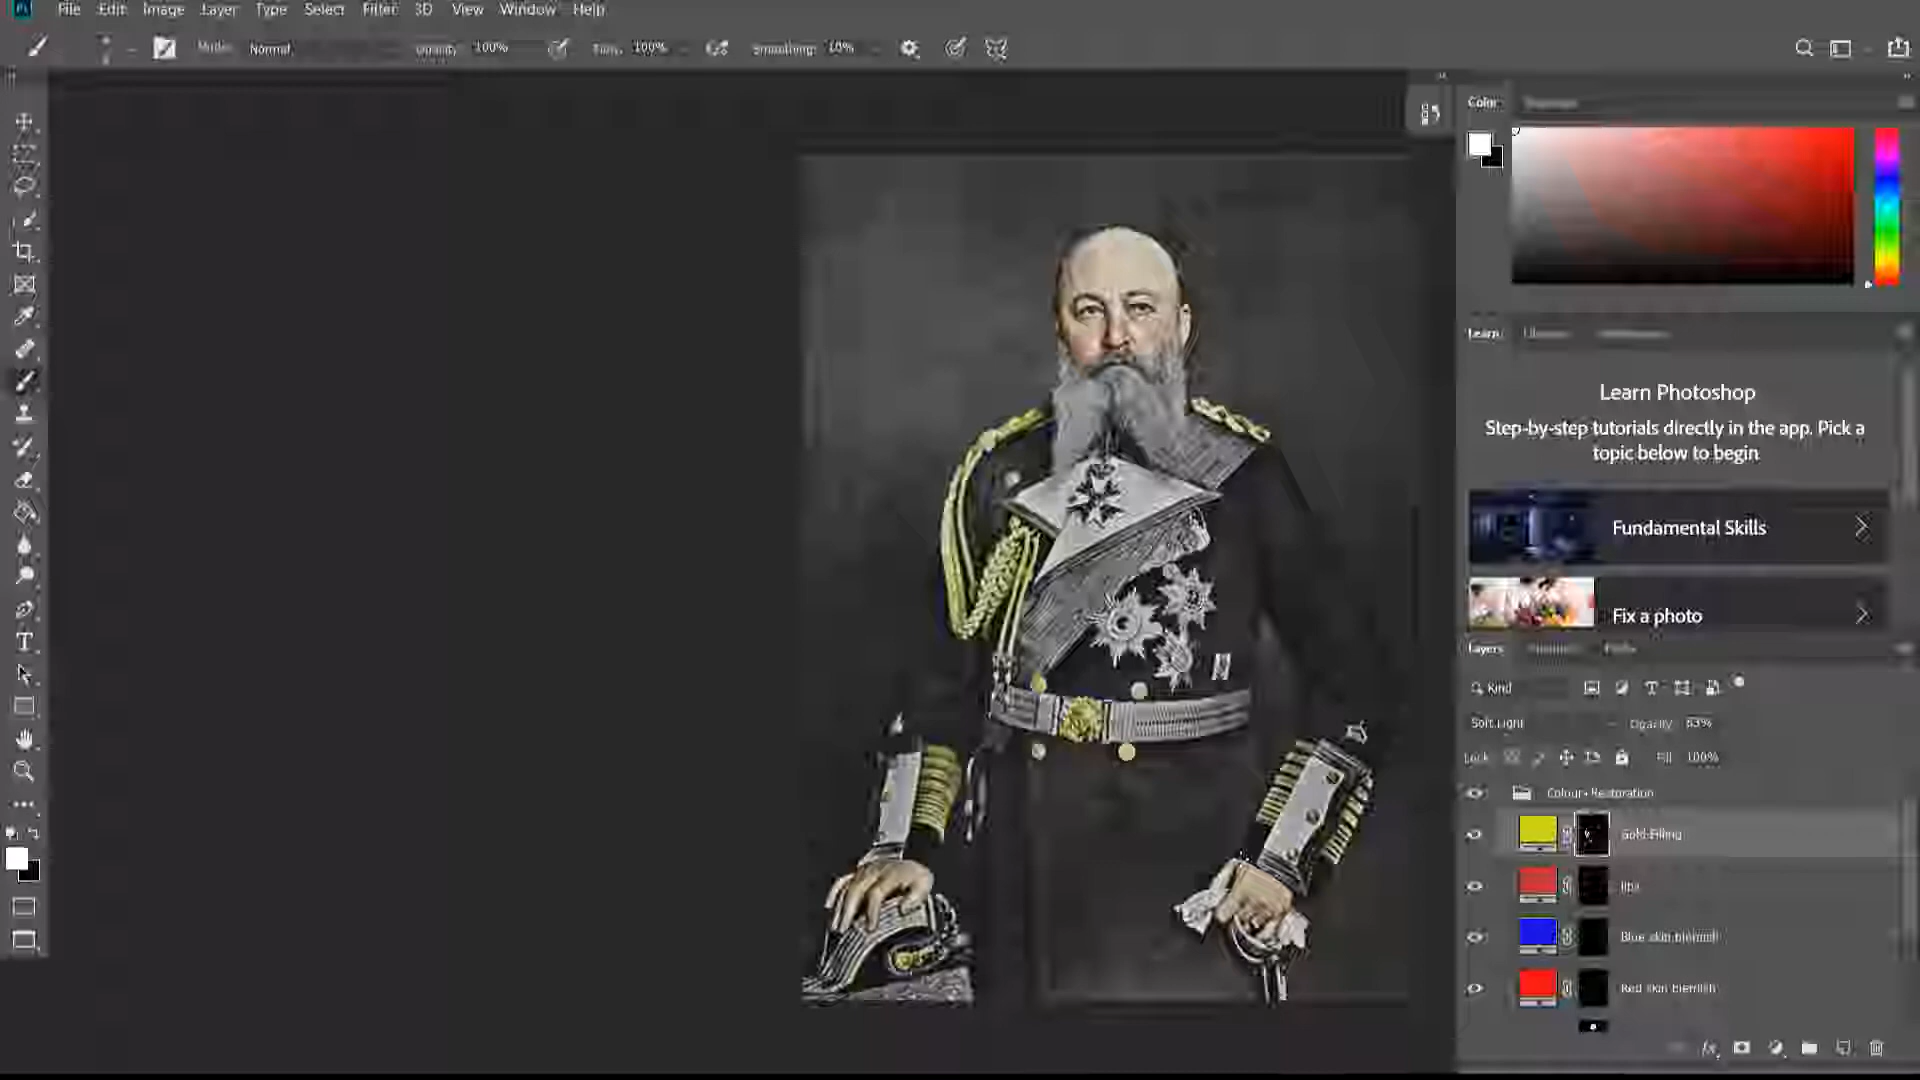 File Edit Image Layer Type Select Filter 3D View Window Help
Mode: Normal Opacity: 100% Flow: 100% Smoothing: 10%
Color
Learn
Learn Photoshop
Step-by-step tutorials directly in the app. Pick a
topic below to begin
Fundamental Skills
Fix a photo
Layers
Kind
Soft Light Opacity: 83%
Lock: Fill: 100%
Colour Restoration
Gold Filling
lips
Blue skin blemish
Red skin blemish